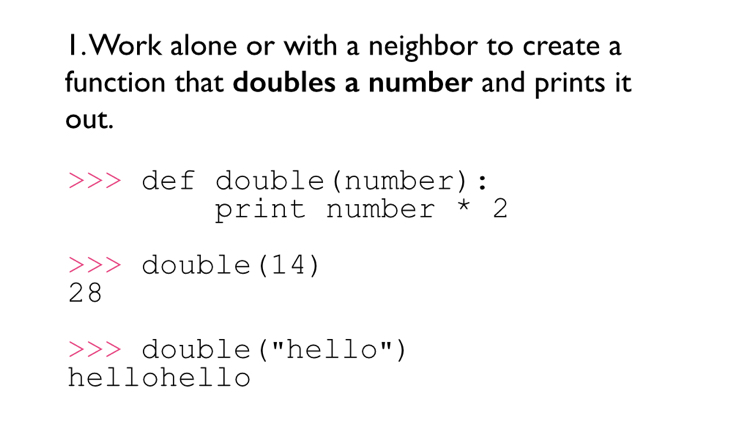 1. Work alone or with a neighbor to create a
function that doubles a number and prints it
out.
>>> def double(number):
        print number * 2
>>> double(14)
28
>>> double("hello")
hellohello